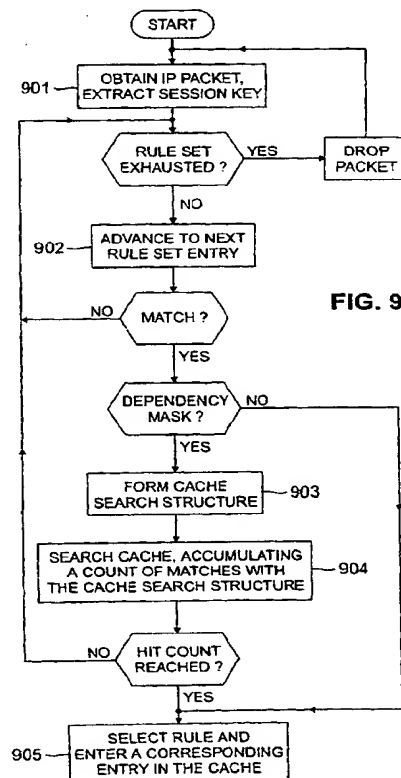 START
901
OBTAIN IP PACKET,
EXTRACT SESSION KEY
RULE SET
EXHAUSTED ?
YES
DROP
PACKET
NO
902
ADVANCE TO NEXT
RULE SET ENTRY
FIG. 9
NO
MATCH ?
YES
DEPENDENCY
MASK ?
NO
YES
FORM CACHE
SEARCH STRUCTURE
903
SEARCH CACHE, ACCUMULATING
A COUNT OF MATCHES WITH
THE CACHE SEARCH STRUCTURE
904
NO
HIT COUNT
REACHED ?
YES
905
SELECT RULE AND
ENTER A CORRESPONDING
ENTRY IN THE CACHE